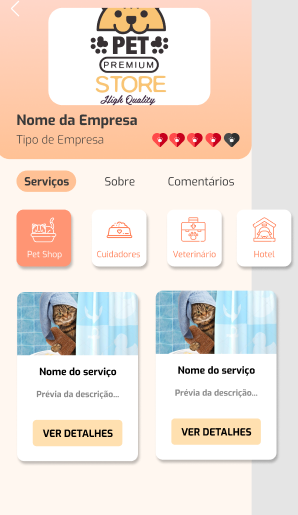 PET
PREMIUM
STORE
High Quality
Nome da Empresa
Tipo de Empresa
Serviços Sobre Comentários
Pet Shop Cuidadores Veterinário Hotel
Nome do serviço Nome do serviço
Prévia da descrição... Prévia da descrição...
VER DETALHES VER DETALHES